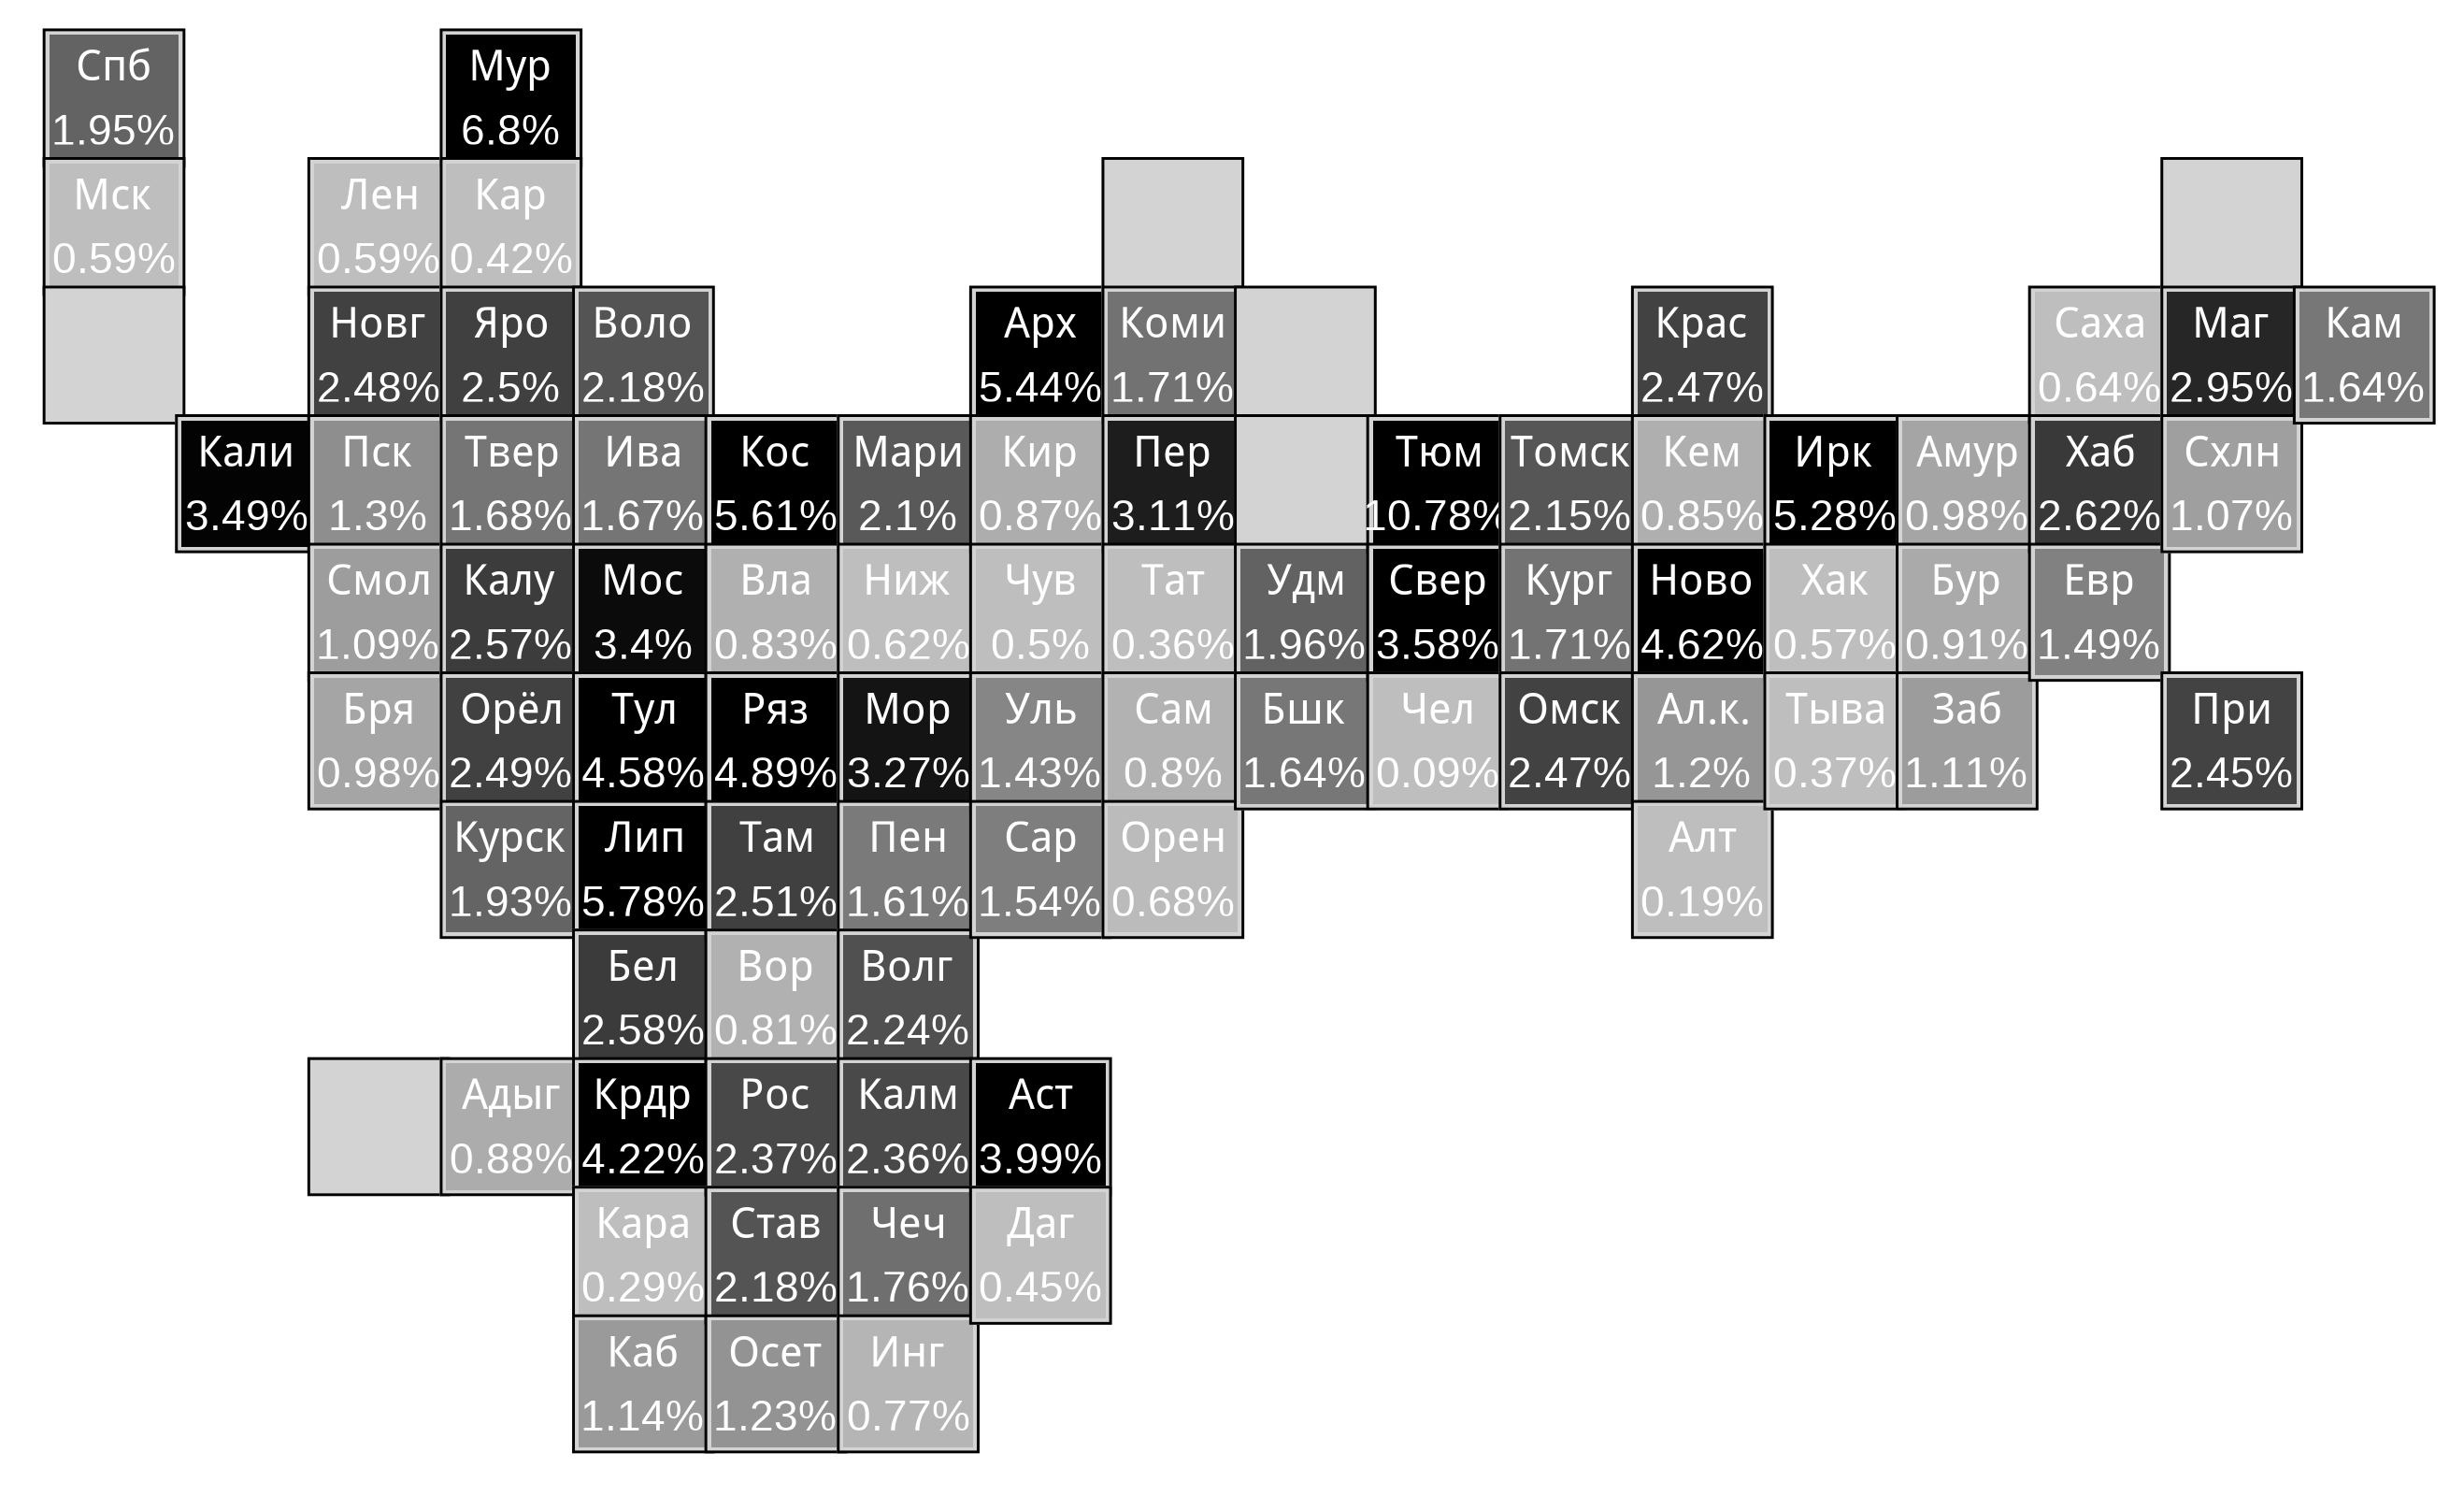 Спб Мур
1.95% 6.8%
Мск Лен Кар
0.59% 0.59% 0.42%
Новг Яро Воло Арх Коми Крас Саха Маг Кам
2.48% 2.5% 2.18% 5.44% 1.71% 2.47% 0.64% 2.95% 1.64%
Кали Пск Твер Ива Кос Мари Кир Пер Тюм Томск Кем Ирк Амур Хаб Схлн
3.49% 1.3% 1.68% 1.67% 5.61% 2.1% 0.87% 3.11% 10.78% 2.15% 0.85% 5.28% 0.98% 2.62% 1.07%
Смол Калу Мос Вла Ниж Чув Тат Удм Свер Кург Ново Хак Бур Евр
1.09% 2.57% 3.4% 0.83% 0.62% 0.5% 0.36% 1.96% 3.58% 1.71% 4.62% 0.57% 0.91% 1.49%
Бря Орёл Тул Ряз Мор Уль Сам Бшк Чел Омск Ал.к. Тыва Заб При
0.98% 2.49% 4.58% 4.89% 3.27% 1.43% 0.8% 1.64% 0.09% 2.47% 1.2% 0.37% 1.11% 2.45%
Курск Лип Там Пен Сар Орен Алт
1.93% 5.78% 2.51% 1.61% 1.54% 0.68% 0.19%
Бел Вор Волг
2.58% 0.81% 2.24%
Адыг Крдр Рос Калм Аст
0.88% 4.22% 2.37% 2.36% 3.99%
Кара Став Чеч Даг
0.29% 2.18% 1.76% 0.45%
Каб Осет Инг
1.14% 1.23% 0.77%